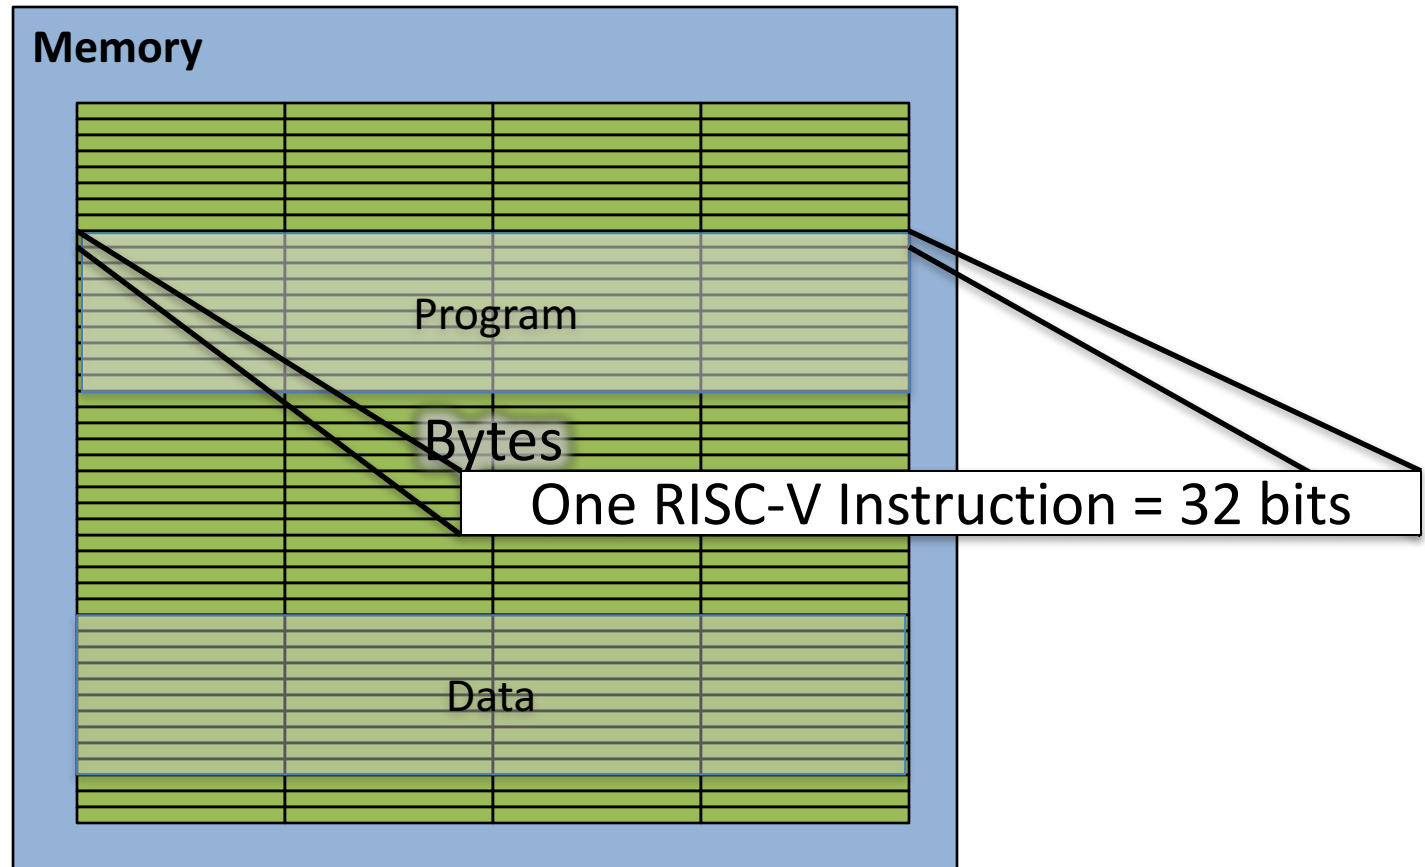 Memory
Program
Bytes
One RISC-V Instruction = 32 bits
Data